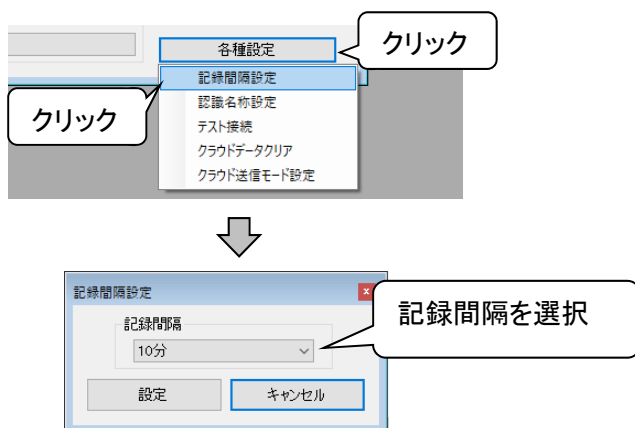 各種設定
クリック
記録間隔設定
クリック
認識名称設定
テスト接続
クラウドデータクリア
クラウド送信モード設定
記録間隔設定
記録間隔を選択
記録間隔
10分
設定
キャンセル